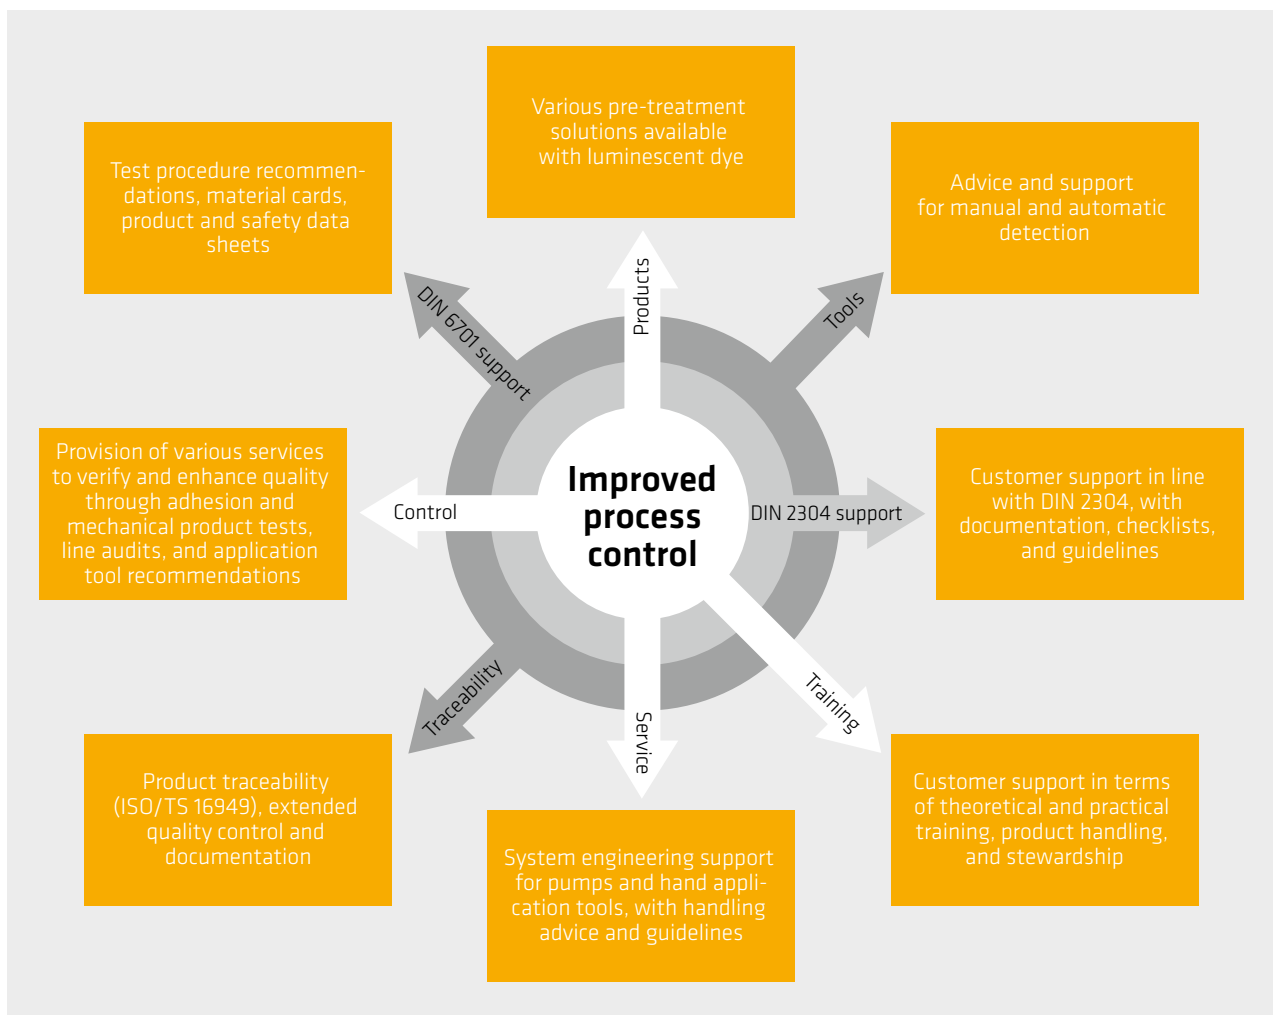 Various pre-treatment
solutions available
with luminescent dye
Test procedure recommen-
dations, material cards,
product and safety data
sheets
Advice and support
for manual and automatic
detection
Products
DIN 6701 support
Tools
Provision of various services
to verify and enhance quality
through adhesion and
mechanical product tests,
line audits, and application
tool recommendations
Control
Improved
process
control
DIN 2304 support
Customer support in line
with DIN 2304, with
documentation, checklists,
and guidelines
Traceability
Service
Training
Product traceability
(ISO/TS 16949), extended
quality control and
documentation
System engineering support
for pumps and hand appli-
cation tools, with handling
advice and guidelines
Customer support in terms
of theoretical and practical
training, product handling,
and stewardship